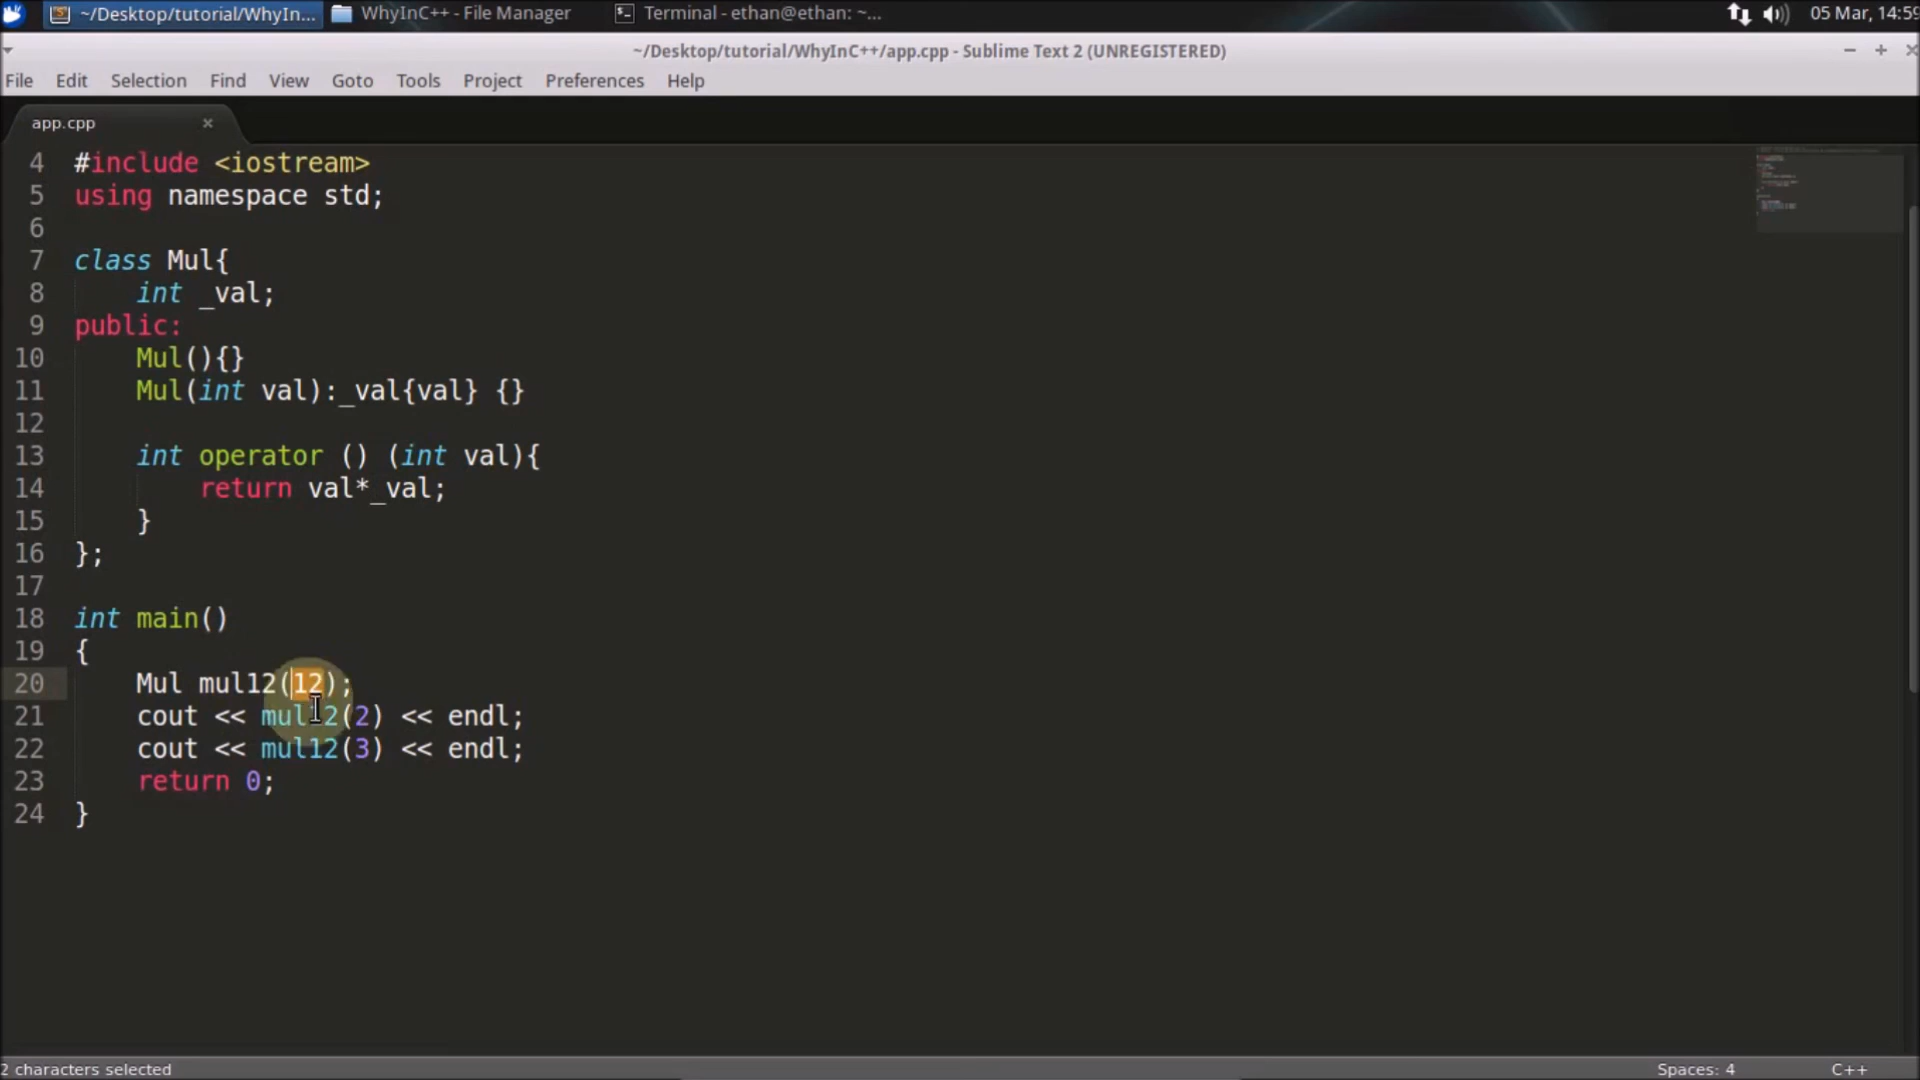 ~/Desktop/tutorial/WhyIn... WhyInC++ - File Manager Terminal - ethan@ethan: ~... 05 Mar, 14:59
~/Desktop/tutorial/WhyInC++/app.cpp - Sublime Text 2 (UNREGISTERED)
File Edit Selection Find View Goto Tools Project Preferences Help
app.cpp
4 #include <iostream>
5 using namespace std;
6
7 class Mul{
8 int _val;
9 public:
10 Mul(){}
11 Mul(int val):_val{val} {}
12
13 int operator () (int val){
14 return val*_val;
15 }
16 };
17
18 int main()
19 {
20 Mul mul12(12);
21 cout << mul12(2) << endl;
22 cout << mul12(3) << endl;
23 return 0;
24 }
2 characters selected Spaces: 4 C++